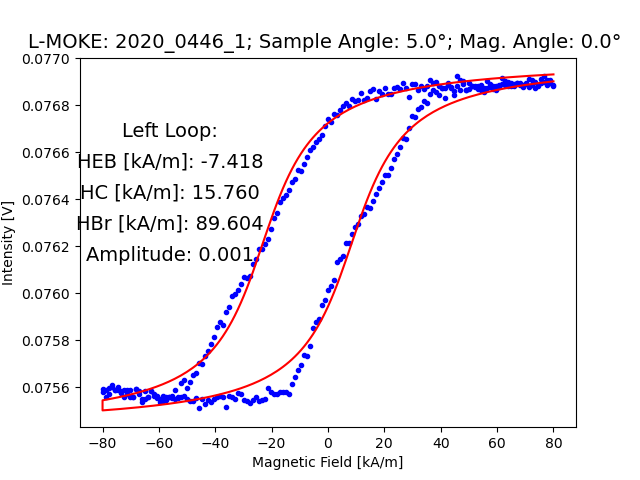 L-MOKE: 2020_0446_1; Sample Angle: 5.0°; Mag. Angle: 0.0°
0.0770
0.0768
0.0766
0.0764
0.0762
0.0760
0.0758
0.0756
Intensity [V]
Left Loop:
HEB [kA/m]: -7.418
HC [kA/m]: 15.760
HBr [kA/m]: 89.604
Amplitude: 0.001
−80 −60 −40 −20 0 20 40 60 80
Magnetic Field [kA/m]